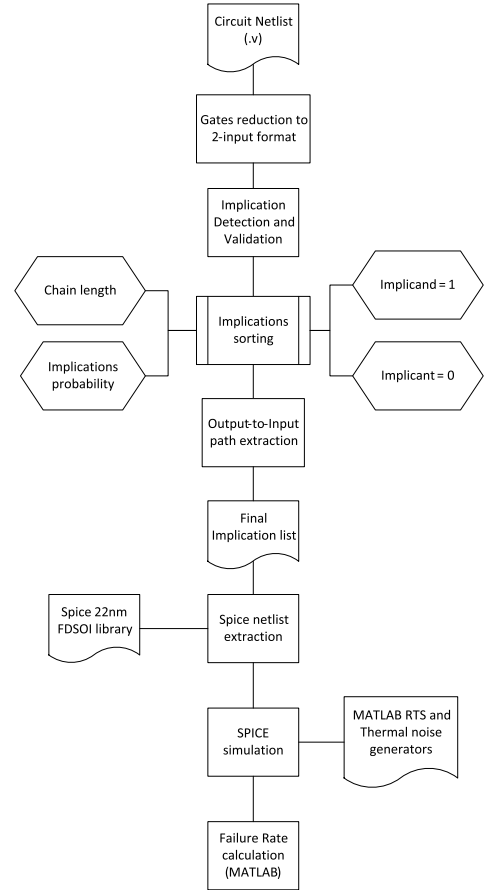 Circuit Netlist
(.v)
Gates reduction to
2-input format
Implication
Detection and
Validation
Chain length
Implications
probability
Implications
sorting
Implicand = 1
Implicant = 0
Output-to-Input
path extraction
Final
Implication list
Spice 22nm
FDSOI library
Spice netlist
extraction
SPICE
simulation
MATLAB RTS and
Thermal noise
generators
Failure Rate
calculation
(MATLAB)